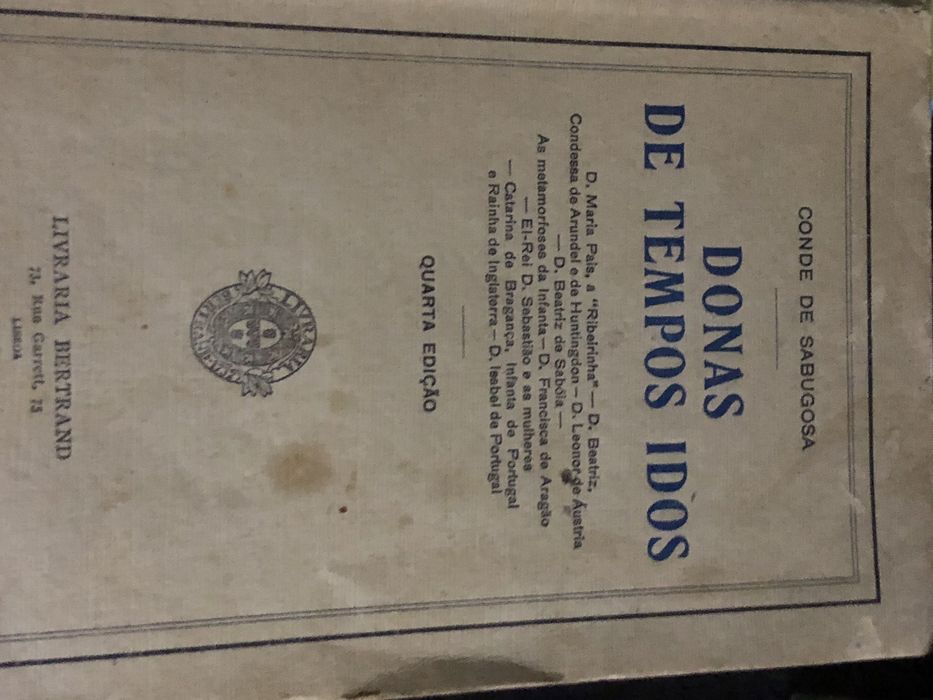 CONDE DE SABUGOSA
DONAS
DE TEMPOS IDOS
D. Maria Pais, a "Ribeirinha" — D. Beatriz,
Condessa de Arundel e de Huntingdon — D. Leonor de Áustria
— D. Beatriz de Sabóia —
As metamorfoses da Infanta — D. Francisca de Aragão
— El-Rei D. Sebastião e as mulheres
— Catarina de Bragança, Infanta de Portugal
e Rainha de Inglaterra — D. Isabel de Portugal
QUARTA EDIÇÃO
LIVRARIA
LIVRARIA BERTRAND
73, Rua Garrett, 75
LISBOA